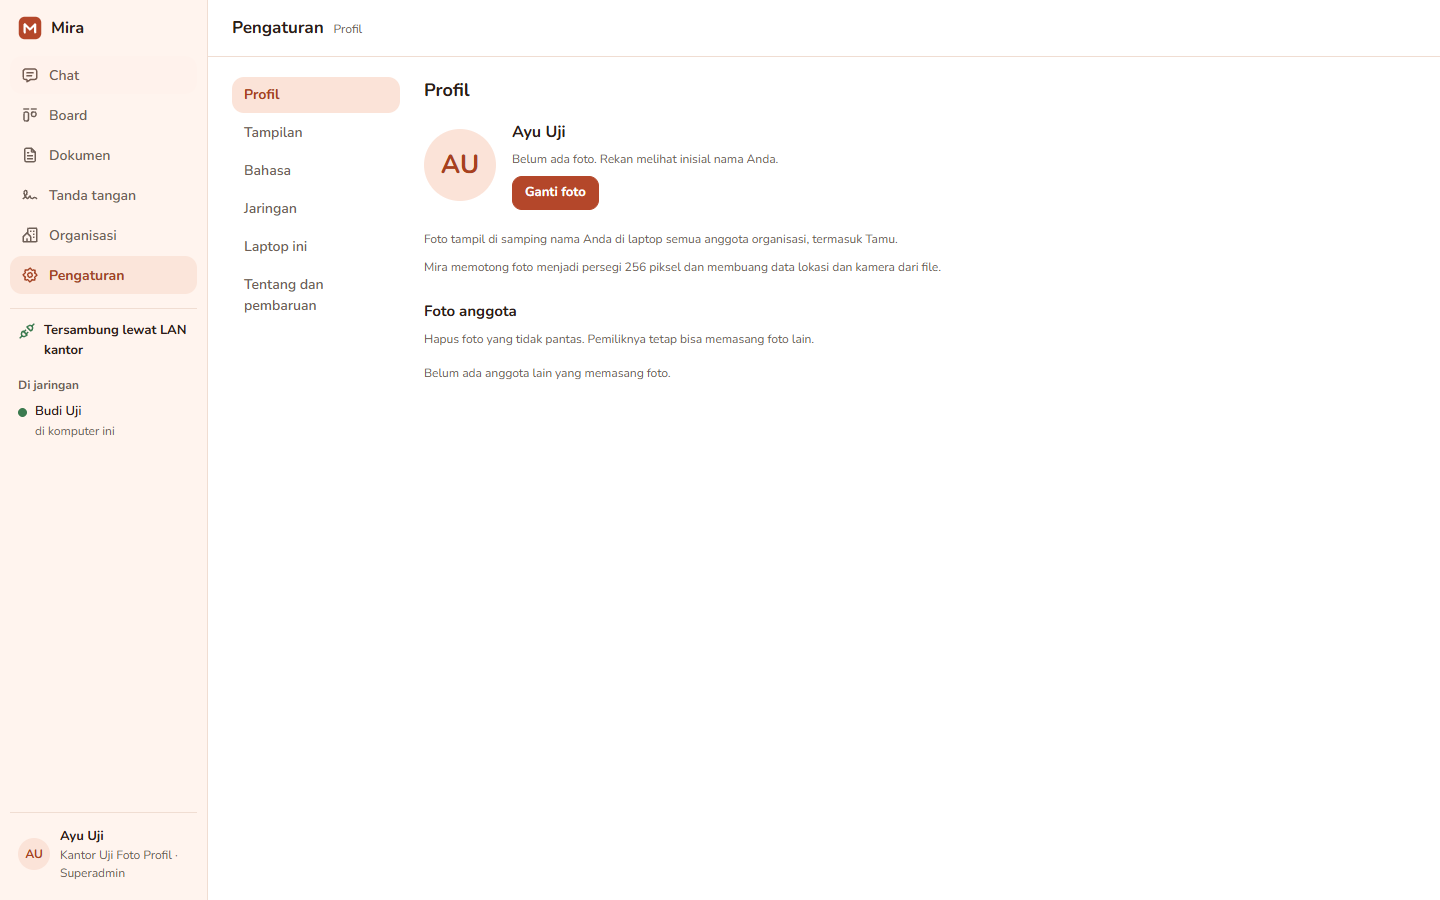 Mira
Chat
Board
Dokumen
Tanda tangan
Organisasi
Pengaturan
Tersambung lewat LAN
kantor
Di jaringan
Budi Uji
di komputer ini
AU
Ayu Uji
Kantor Uji Foto Profil ·
Superadmin
Pengaturan Profil
Profil
Tampilan
Bahasa
Jaringan
Laptop ini
Tentang dan
pembaruan
Profil
AU
Ayu Uji
Belum ada foto. Rekan melihat inisial nama Anda.
Ganti foto
Foto tampil di samping nama Anda di laptop semua anggota organisasi, termasuk Tamu.
Mira memotong foto menjadi persegi 256 piksel dan membuang data lokasi dan kamera dari file.
Foto anggota
Hapus foto yang tidak pantas. Pemiliknya tetap bisa memasang foto lain.
Belum ada anggota lain yang memasang foto.